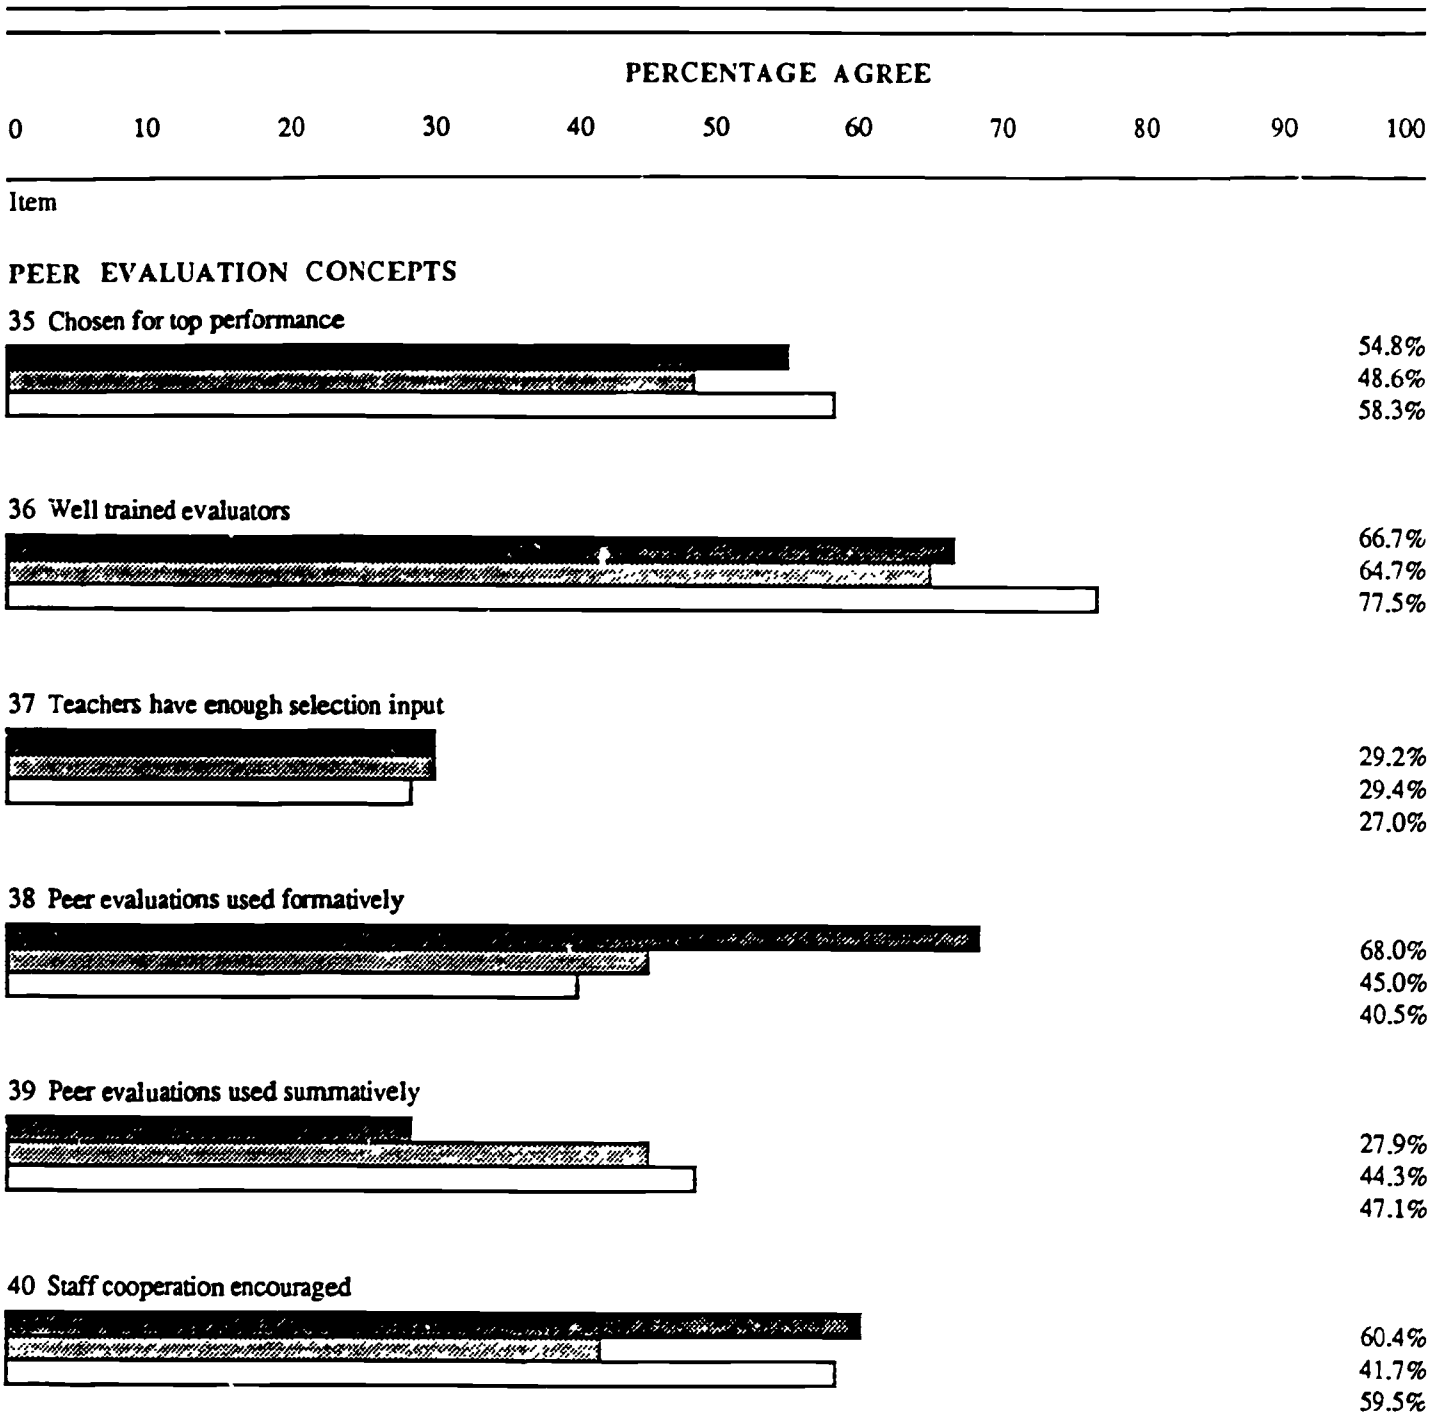 PERCENTAGE AGREE
0 10 20 30 40 50 60 70 80 90 100
Item
PEER EVALUATION CONCEPTS
35 Chosen for top performance
54.8%
48.6%
58.3%
36 Well trained evaluators
66.7%
64.7%
77.5%
37 Teachers have enough selection input
29.2%
29.4%
27.0%
38 Peer evaluations used formatively
68.0%
45.0%
40.5%
39 Peer evaluations used summatively
27.9%
44.3%
47.1%
40 Staff cooperation encouraged
60.4%
41.7%
59.5%